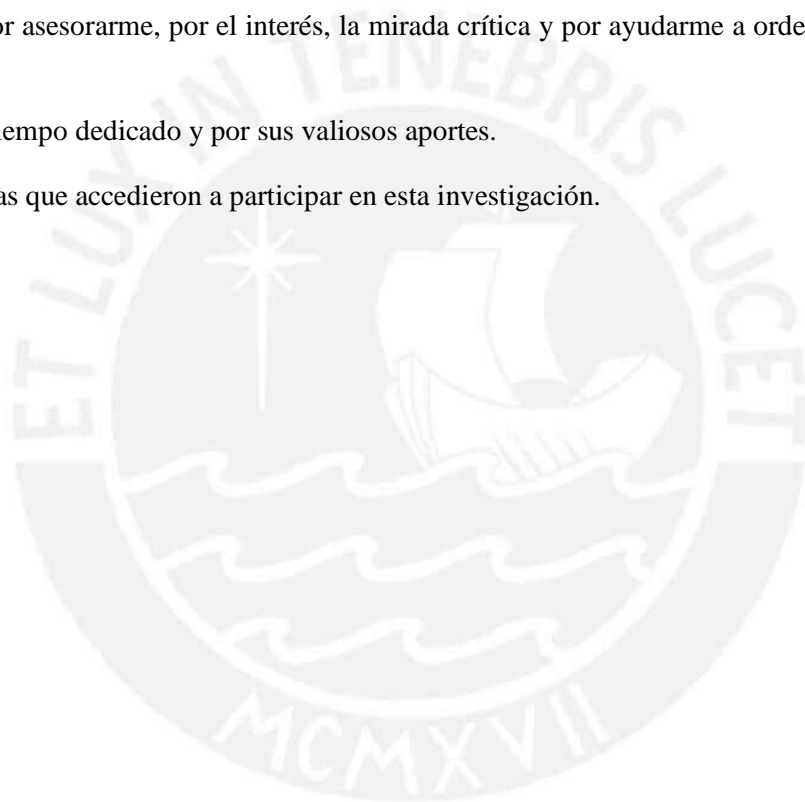 or asesorarme, por el interés, la mirada crítica y por ayudarme a orde
iempo dedicado y por sus valiosos aportes.
as que accedieron a participar en esta investigación.
ET LUX IN TENEBRIS LUCET
MCMXVII